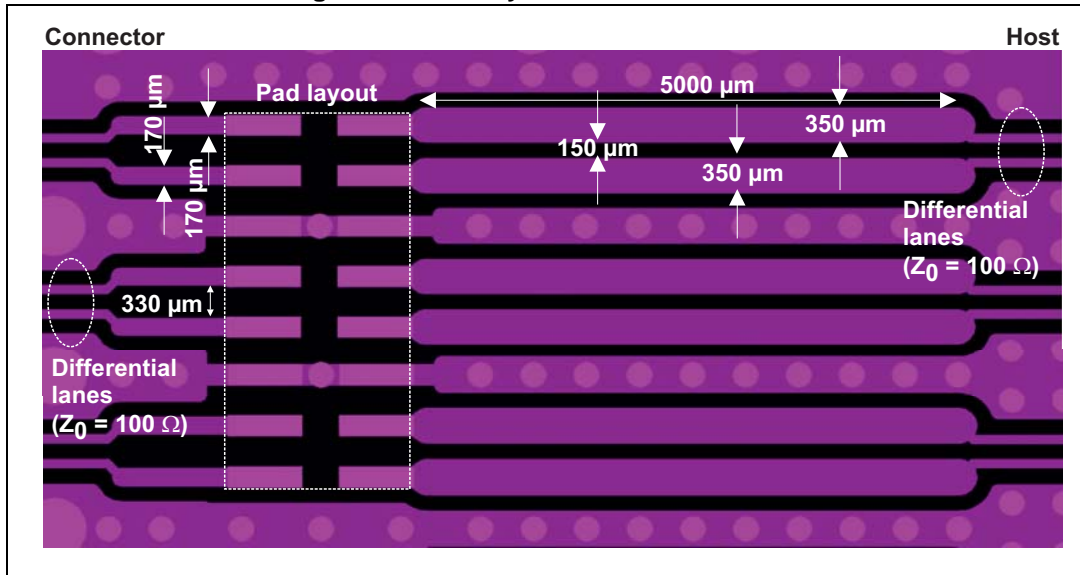 Connector
Host
Pad layout
5000 µm
170 µm
170 µm
150 µm
350 µm
350 µm
330 µm
Differential
lanes
(Z0 = 100 Ω)
Differential
lanes
(Z0 = 100 Ω)